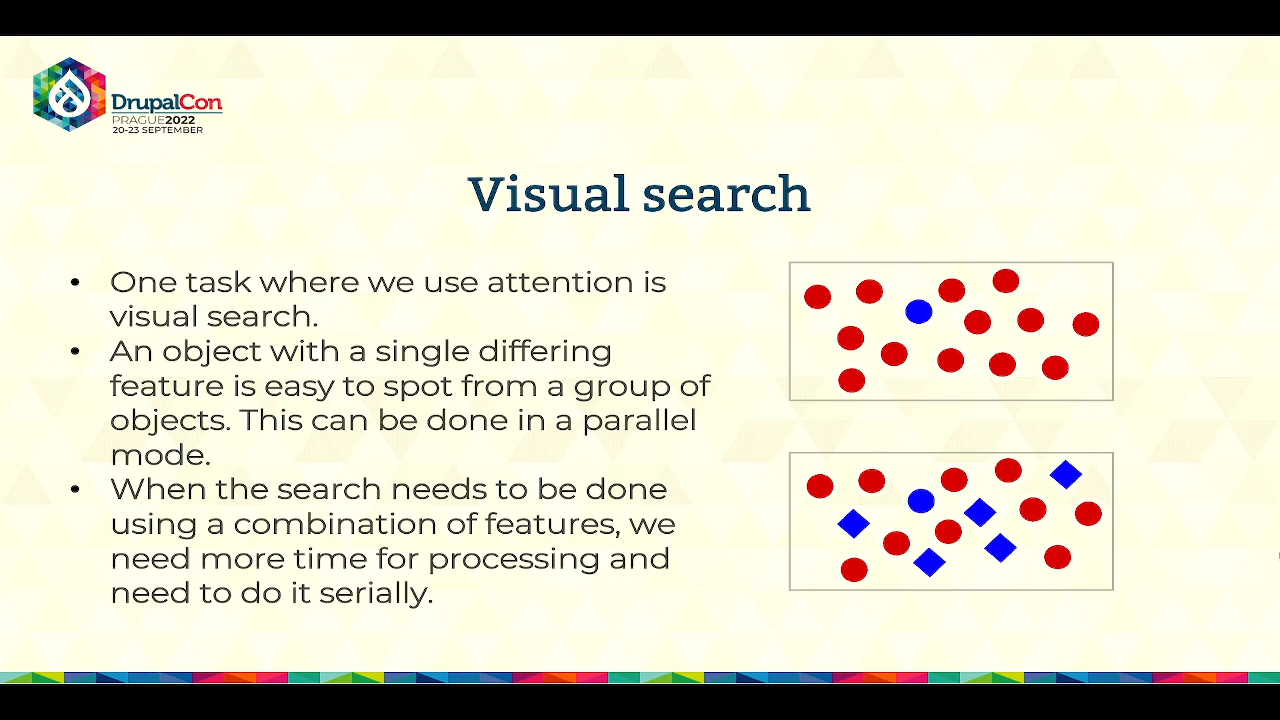 DrupalCon
PRAGUE2022
20-23 SEPTEMBER
Visual search
• One task where we use attention is
visual search.
• An object with a single differing
feature is easy to spot from a group of
objects. This can be done in a parallel
mode.
• When the search needs to be done
using a combination of features, we
need more time for processing and
need to do it serially.